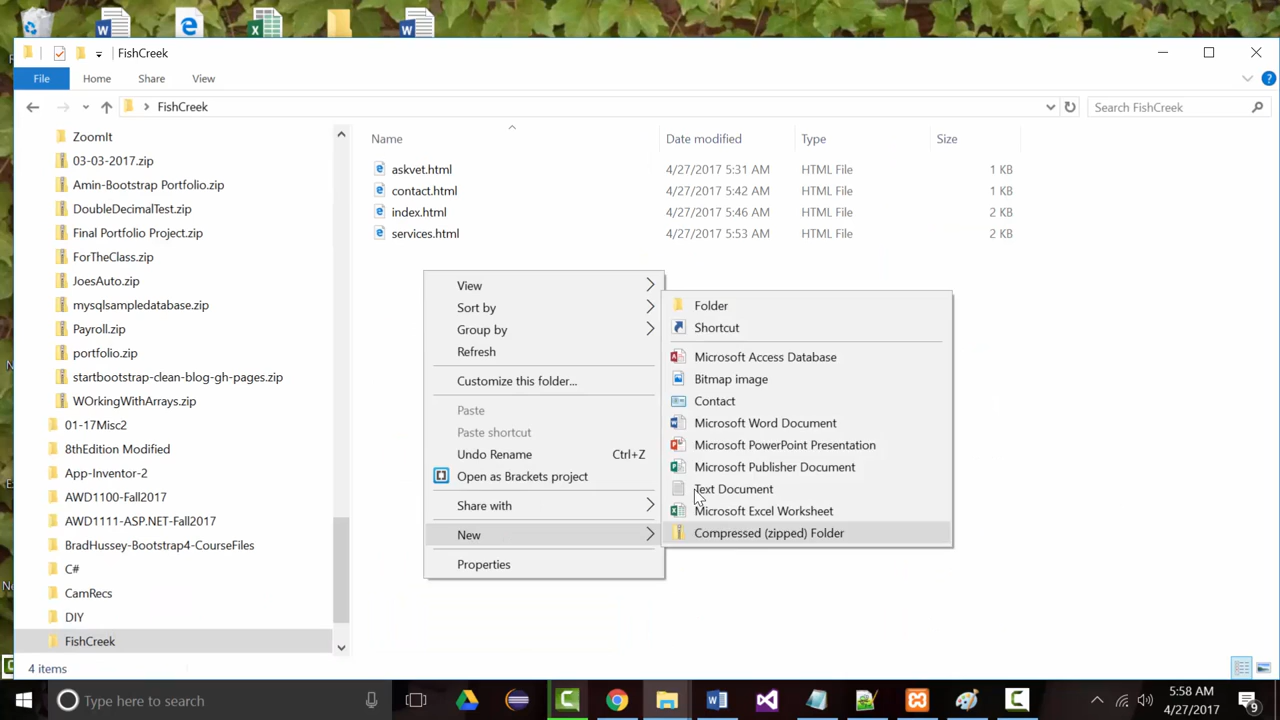 FishCreek
File
Home
Share
View
FishCreek
Search FishCreek
Name
Date modified
Type
Size
ZoomIt
03-03-2017.zip
Amin-Bootstrap Portfolio.zip
DoubleDecimalTest.zip
Final Portfolio Project.zip
ForTheClass.zip
JoesAuto.zip
mysqlsampledatabase.zip
Payroll.zip
portfolio.zip
startbootstrap-clean-blog-gh-pages.zip
WOrkingWithArrays.zip
01-17Misc2
8thEdition Modified
App-Inventor-2
AWD1100-Fall2017
AWD1111-ASP.NET-Fall2017
BradHussey-Bootstrap4-CourseFiles
C#
CamRecs
DIY
FishCreek
askvet.html 4/27/2017 5:31 AM HTML File 1 KB
contact.html 4/27/2017 5:42 AM HTML File 1 KB
index.html 4/27/2017 5:46 AM HTML File 2 KB
services.html 4/27/2017 5:53 AM HTML File 2 KB
View
Sort by
Group by
Refresh
Customize this folder...
Paste
Paste shortcut
Undo Rename Ctrl+Z
Open as Brackets project
Share with
New
Properties
Folder
Shortcut
Microsoft Access Database
Bitmap image
Contact
Microsoft Word Document
Microsoft PowerPoint Presentation
Microsoft Publisher Document
Text Document
Microsoft Excel Worksheet
Compressed (zipped) Folder
4 items
Type here to search
5:58 AM
4/27/2017
9